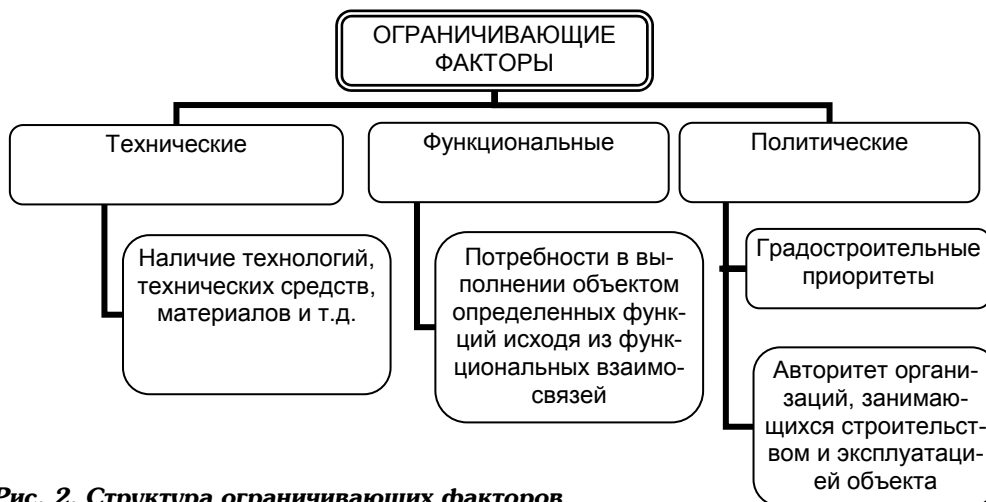 ОГРАНИЧИВАЮЩИЕ
ФАКТОРЫ
Технические
Функциональные
Политические
Наличие технологий,
технических средств,
материалов и т.д.
Потребности в вы-
полнении объектом
определенных функ-
ций исходя из функ-
циональных взаимо-
связей
Градостроительные
приоритеты
Авторитет органи-
заций, занимаю-
щихся строительст-
вом и эксплуатаци-
ей объекта
Рис. 2. Структура ограничивающих факторов